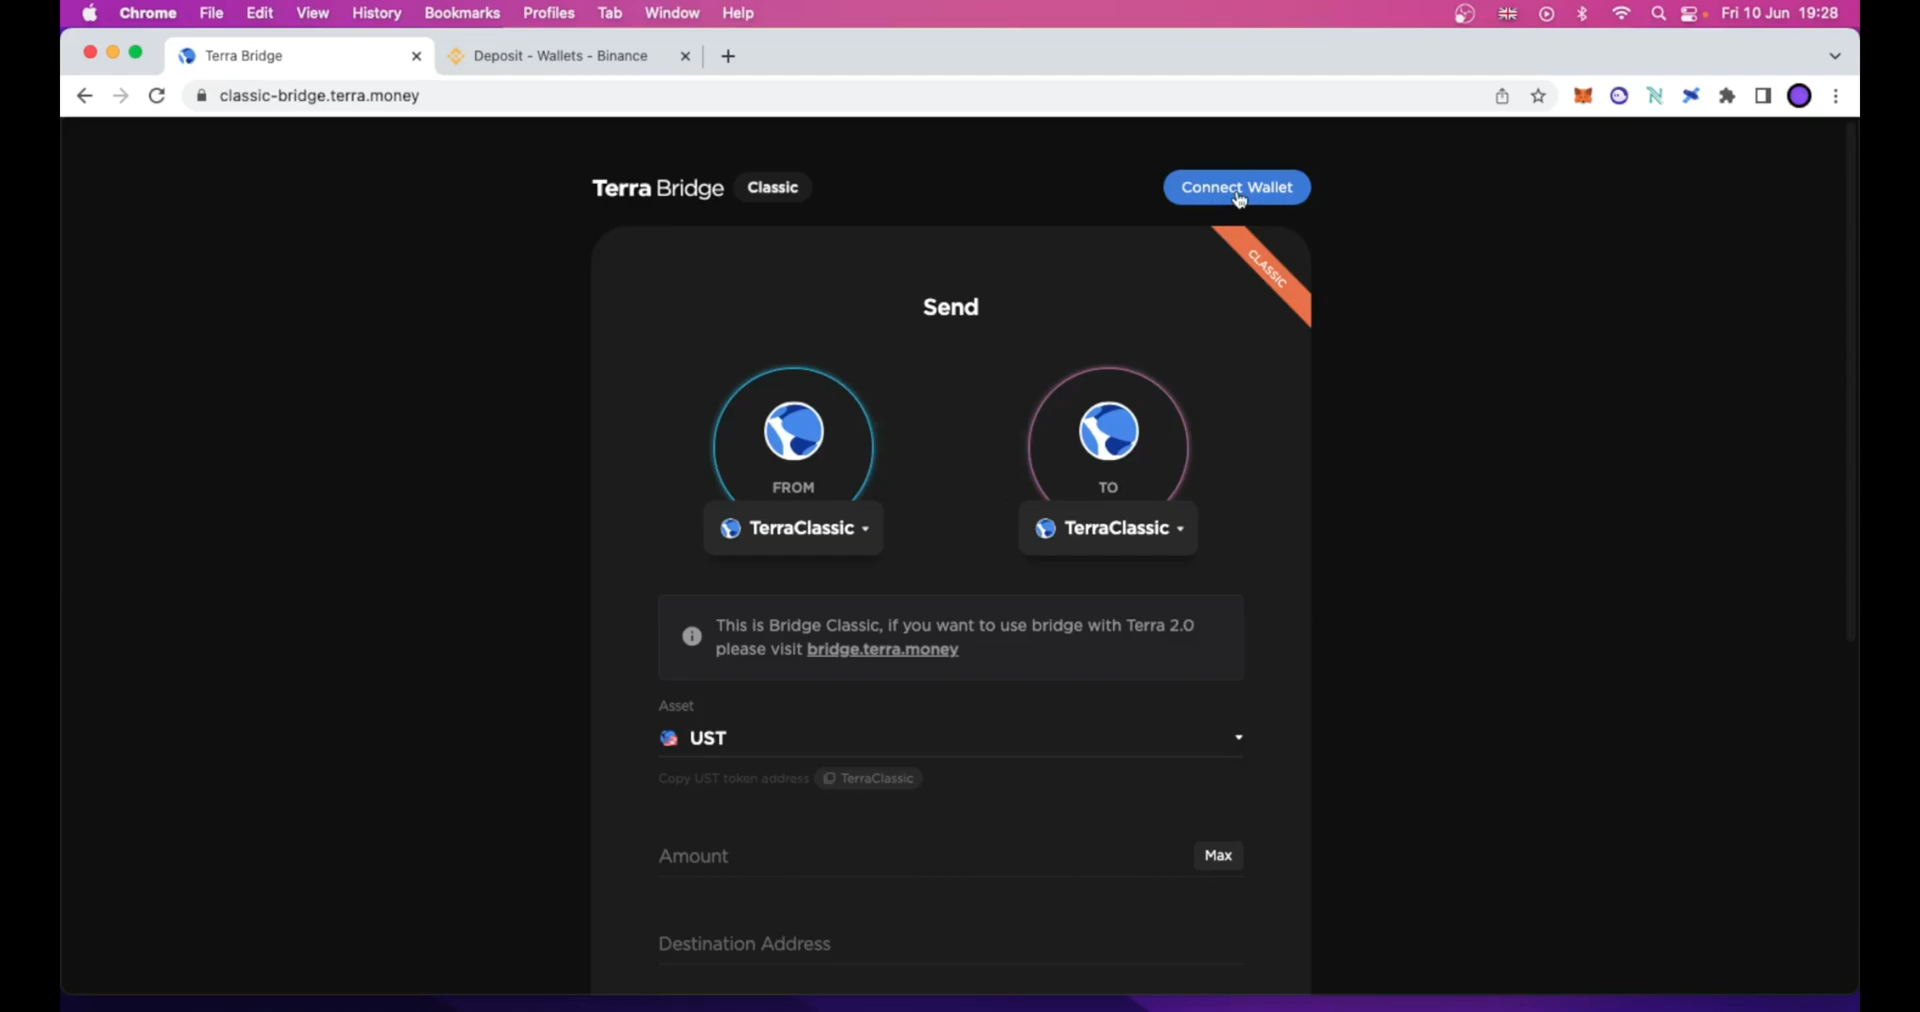 Chrome File Edit View History Bookmarks Profiles Tab Window Help Fri 10 Jun 19:28
Terra Bridge Deposit - Wallets - Binance
classic-bridge.terra.money
Terra Bridge Classic Connect Wallet
CLASSIC
Send
FROM TO
TerraClassic TerraClassic
This is Bridge Classic, if you want to use bridge with Terra 2.0
please visit bridge.terra.money
Asset
UST
Copy UST token address TerraClassic
Amount Max
Destination Address